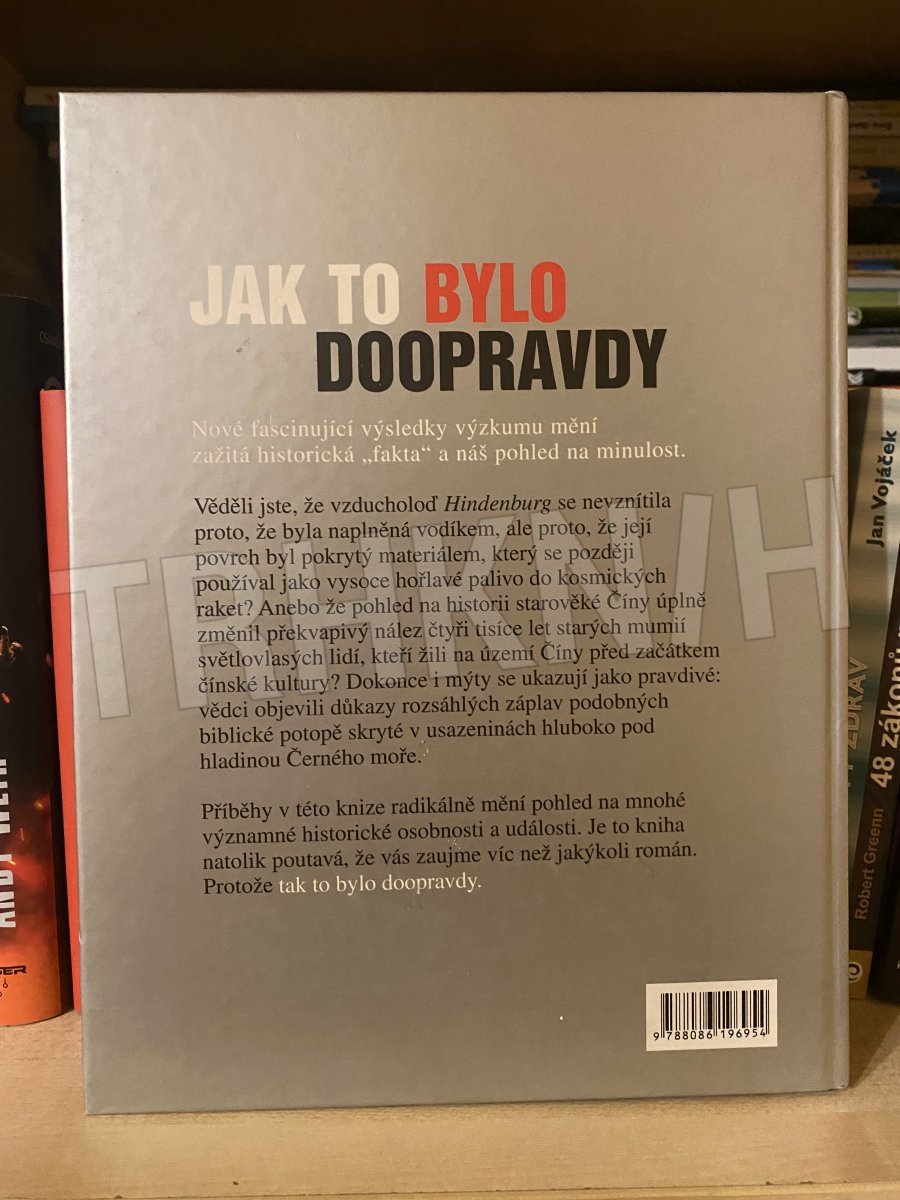 JAK TO BYLO
DOOPRAVDY
Nové fascinující výsledky výzkumu mění
zažitá historická „fakta“ a náš pohled na minulost.
Věděli jste, že vzducholoď Hindenburg se nevznítila
proto, že byla naplněná vodíkem, ale proto, že její
povrch byl pokrytý materiálem, který se později
používal jako vysoce hořlavé palivo do kosmických
raket? Anebo že pohled na historii starověké Číny úplně
změnil překvapivý nález čtyři tisíce let starých mumií
světlovlasých lidí, kteří žili na území Číny před začátkem
čínské kultury? Dokonce i mýty se ukazují jako pravdivé:
vědci objevili důkazy rozsáhlých záplav podobných
biblické potopě skryté v usazeninách hluboko pod
hladinou Černého moře.
Příběhy v této knize radikálně mění pohled na mnohé
významné historické osobnosti a události. Je to kniha
natolik poutavá, že vás zaujme víc než jakýkoli román.
Protože tak to bylo doopravdy.
9 788086 196954
Jan Vojáček
ZDRAV
48 zákonů
Robert Greenn